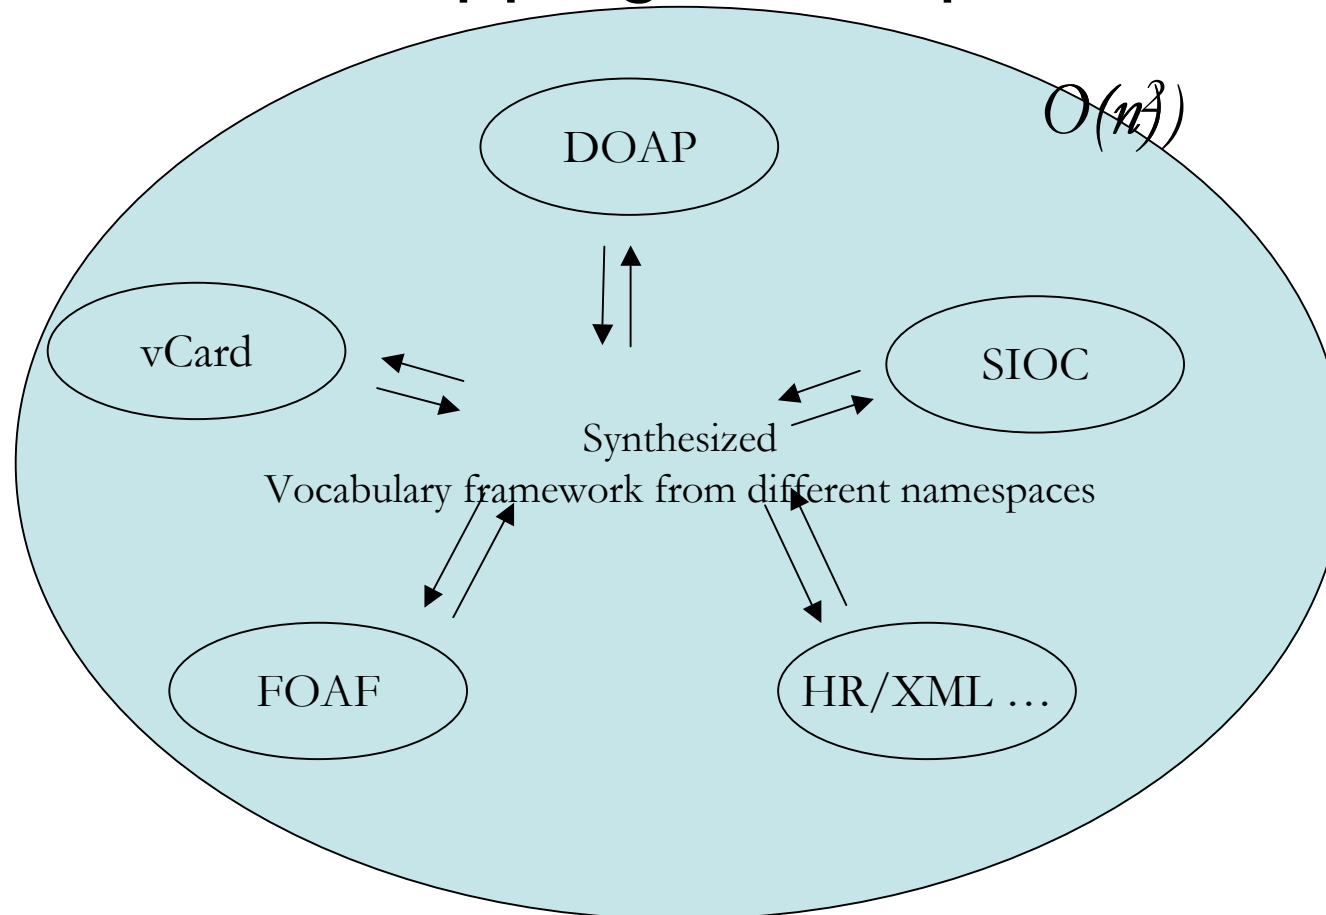 O(n²)
O(n)
DOAP
vCard
SIOC
Synthesized
Vocabulary framework from different namespaces
FOAF
HR/XML …